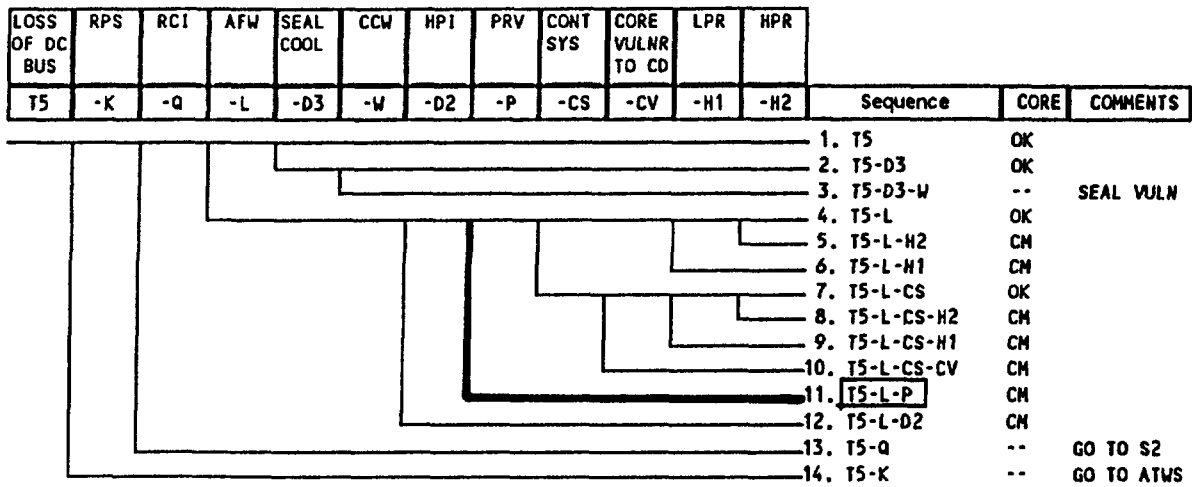 LOSS OF DC BUS RPS RCI AFW SEAL COOL CCW HPI PRV CONT SYS CORE VULNR TO CD LPR HPR
T5 -K -Q -L -D3 -W -D2 -P -CS -CV -H1 -H2 Sequence CORE COMMENTS
1. T5 OK
2. T5-D3 OK
3. T5-D3-W -- SEAL VULN
4. T5-L OK
5. T5-L-H2 CM
6. T5-L-H1 CM
7. T5-L-CS OK
8. T5-L-CS-H2 CM
9. T5-L-CS-H1 CM
10. T5-L-CS-CV CM
11. T5-L-P CM
12. T5-L-D2 CM
13. T5-Q -- GO TO S2
14. T5-K -- GO TO ATWS